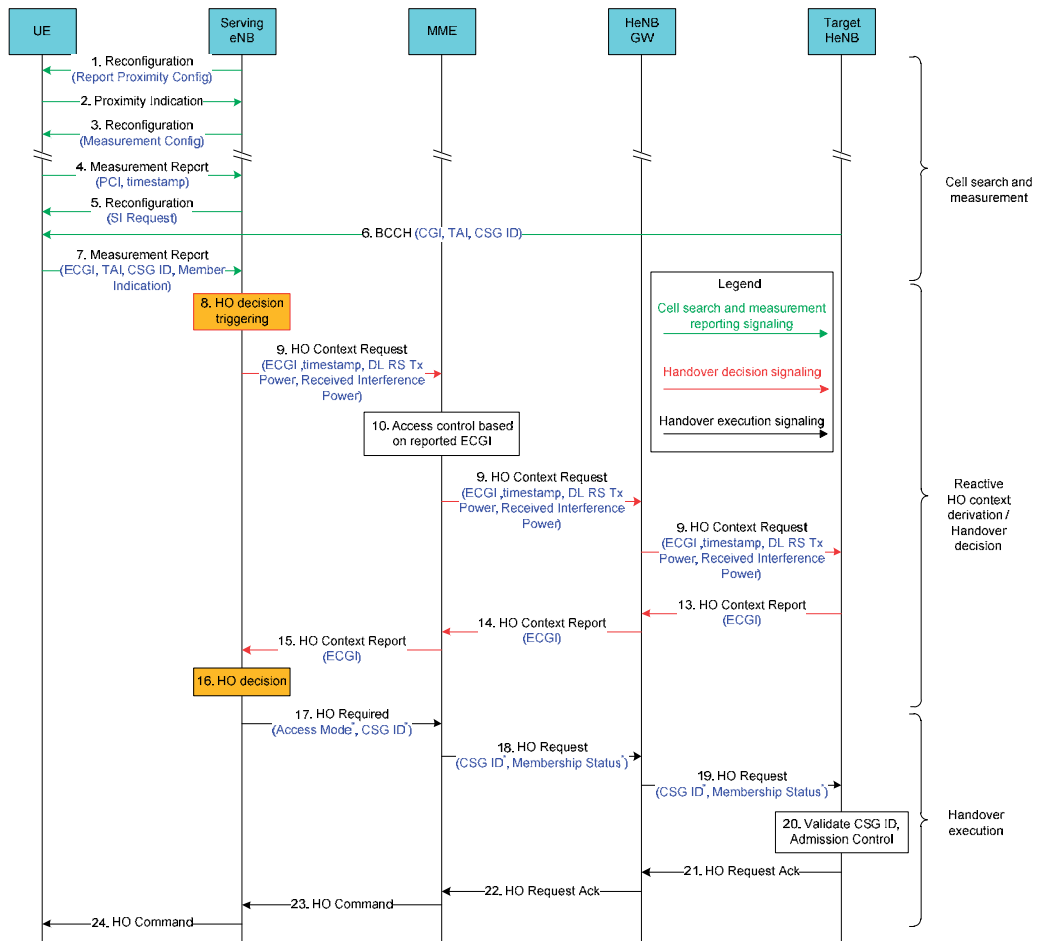 UE
Serving
eNB
MME
HeNB
GW
Target
HeNB
1. Reconfiguration
(Report Proximity Config)
2. Proximity Indication
3. Reconfiguration
(Measurement Config)
4. Measurement Report
(PCI, timestamp)
5. Reconfiguration
(SI Request)
6. BCCH (CGI, TAI, CSG ID)
7. Measurement Report
(ECGI, TAI, CSG ID, Member
Indication)
Cell search and
measurement
8. HO decision
triggering
Legend
Cell search and measurement
reporting signaling
Handover decision signaling
Handover execution signaling
9. HO Context Request
(ECGI ,timestamp, DL RS Tx
Power, Received Interference
Power)
10. Access control based
on reported ECGI
9. HO Context Request
(ECGI ,timestamp, DL RS Tx
Power, Received Interference
Power)
9. HO Context Request
(ECGI ,timestamp, DL RS Tx
Power, Received Interference
Power)
Reactive
HO context
derivation /
Handover
decision
13. HO Context Report
(ECGI)
14. HO Context Report
(ECGI)
15. HO Context Report
(ECGI)
16. HO decision
17. HO Required
(Access Mode*, CSG ID*)
18. HO Request
(CSG ID*, Membership Status*)
19. HO Request
(CSG ID*, Membership Status*)
20. Validate CSG ID,
Admission Control
Handover
execution
21. HO Request Ack
22. HO Request Ack
23. HO Command
24. HO Command